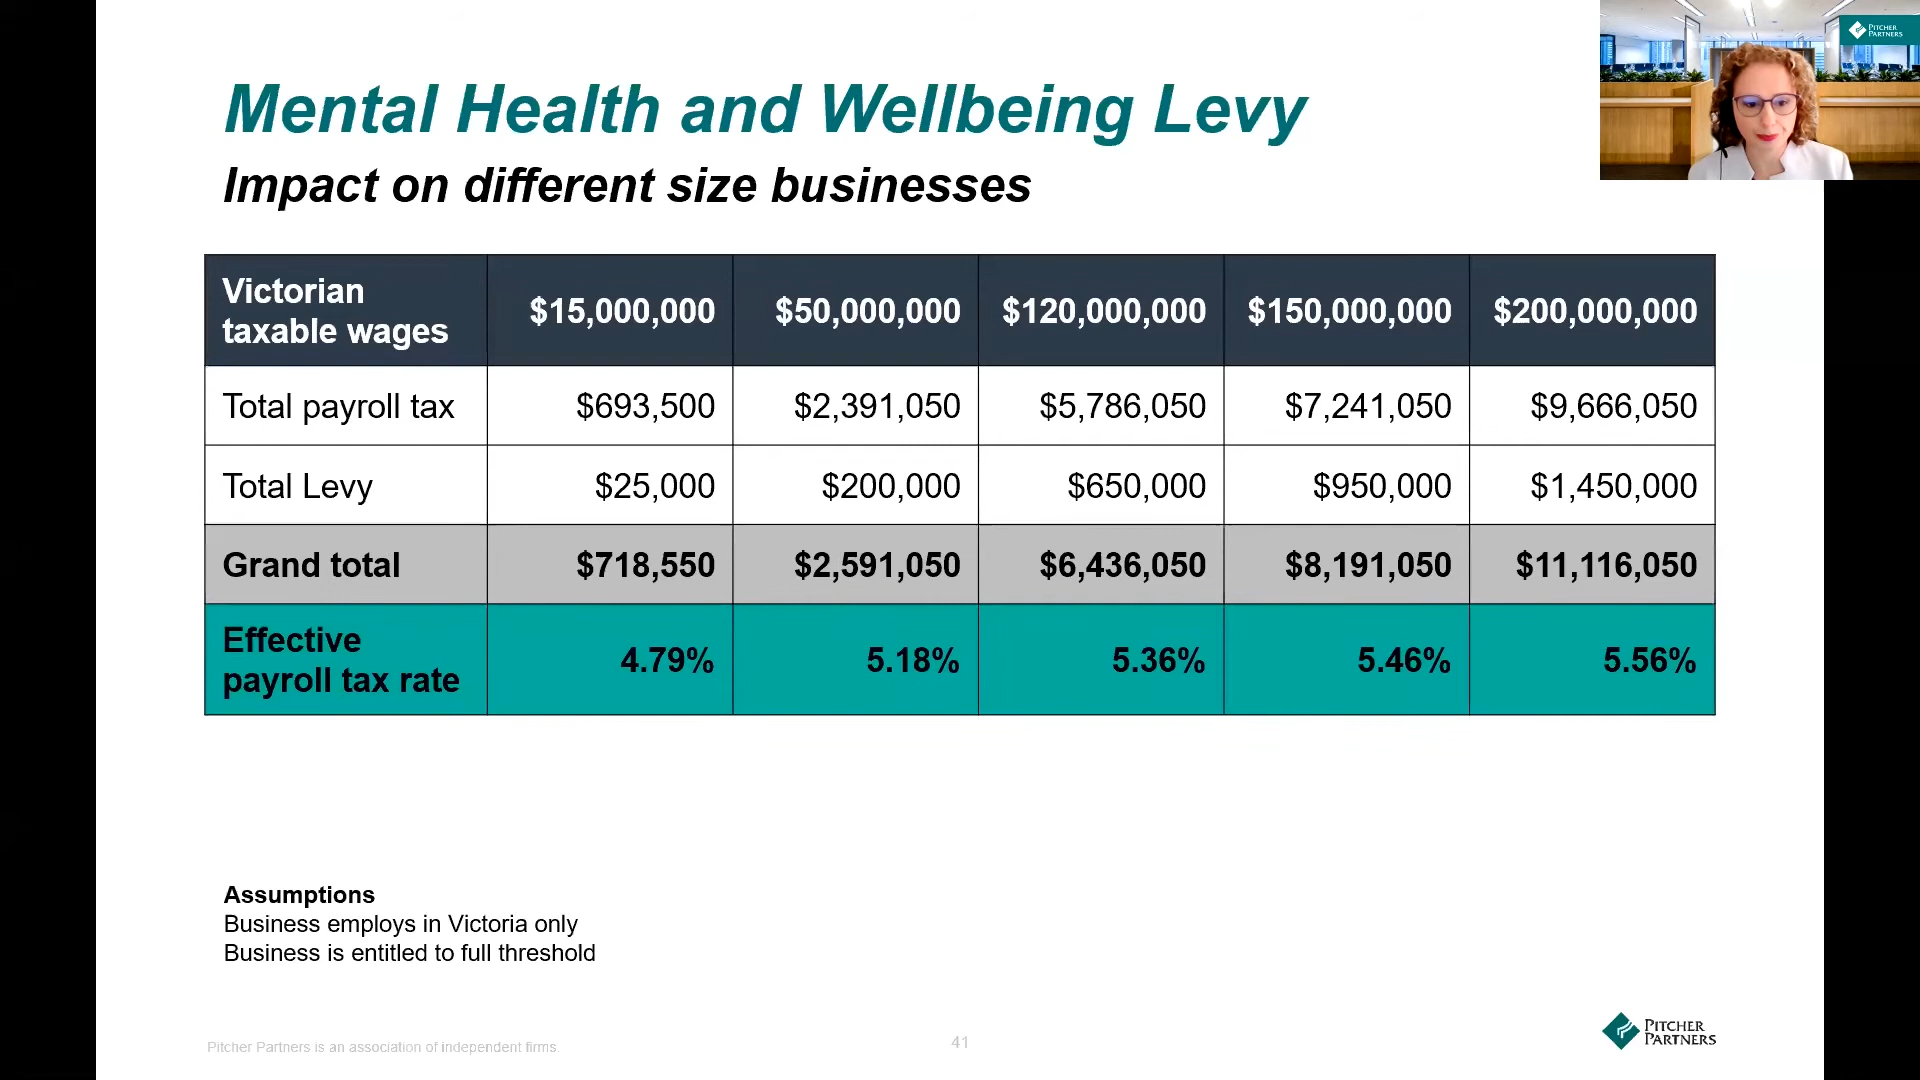 PITCHER
PARTNERS
Mental Health and Wellbeing Levy
Impact on different size businesses
Victorian
taxable wages
$15,000,000
$50,000,000
$120,000,000
$150,000,000
$200,000,000
Total payroll tax
$693,500
$2,391,050
$5,786,050
$7,241,050
$9,666,050
Total Levy
$25,000
$200,000
$650,000
$950,000
$1,450,000
Grand total
$718,550
$2,591,050
$6,436,050
$8,191,050
$11,116,050
Effective
payroll tax rate
4.79%
5.18%
5.36%
5.46%
5.56%
Assumptions
Business employs in Victoria only
Business is entitled to full threshold
Pitcher Partners is an association of independent firms.
41
PITCHER
PARTNERS